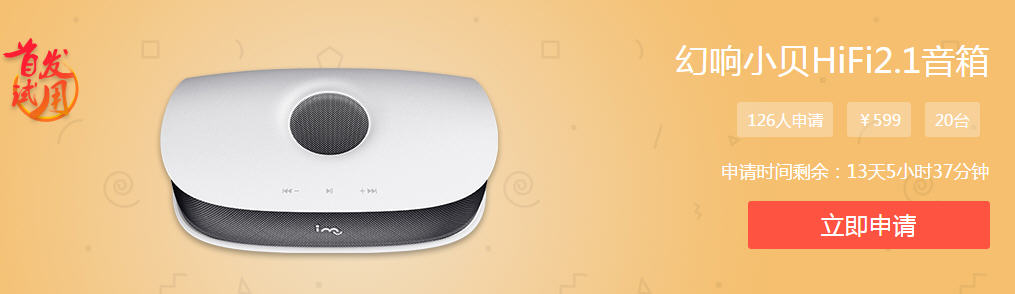 首发
试用
幻响小贝HiFi2.1音箱
126人申请 ￥599 20台
申请时间剩余：13天5小时37分钟
立即申请